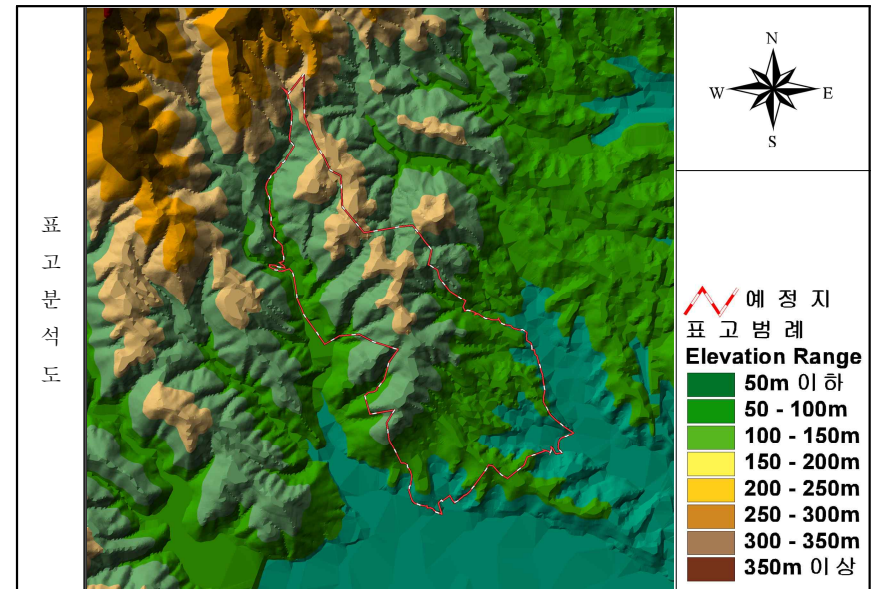 표고분석도
N
W E
S
예 정 지
표 고 범 례
Elevation Range
50m 이하
50 - 100m
100 - 150m
150 - 200m
200 - 250m
250 - 300m
300 - 350m
350m 이상